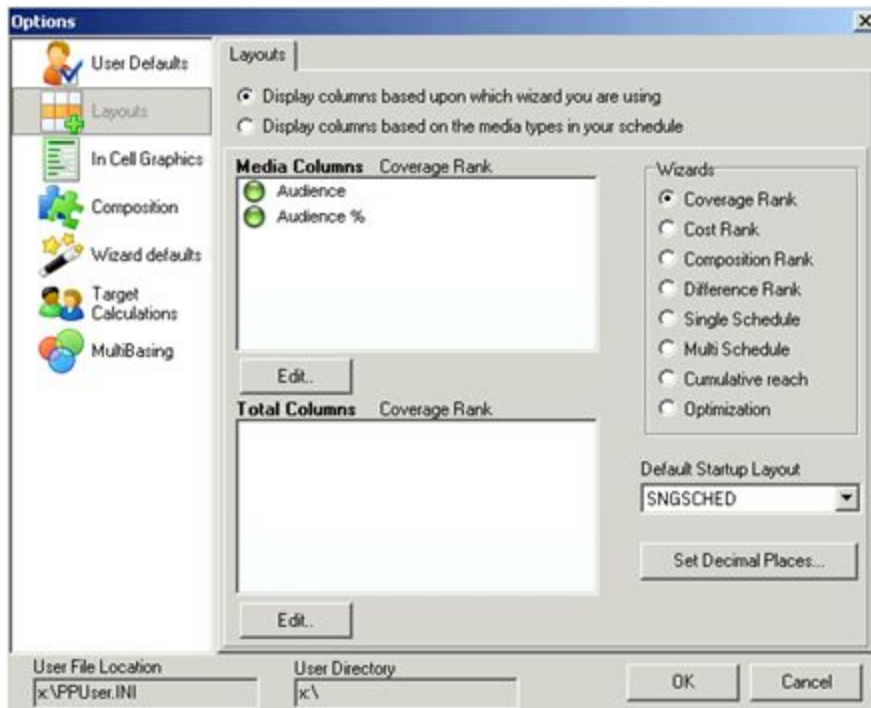 Options
User Defaults
Layouts
In Cell Graphics
Composition
Wizard defaults
Target
Calculations
MultiBasing
Layouts
Display columns based upon which wizard you are using
Display columns based on the media types in your schedule
Media Columns Coverage Rank
Audience
Audience %
Edit..
Total Columns Coverage Rank
Edit..
Wizards
Coverage Rank
Cost Rank
Composition Rank
Difference Rank
Single Schedule
Multi Schedule
Cumulative reach
Optimization
Default Startup Layout
SNGSCHED
Set Decimal Places...
User File Location
x:\PPUser.INI
User Directory
x:\
OK
Cancel